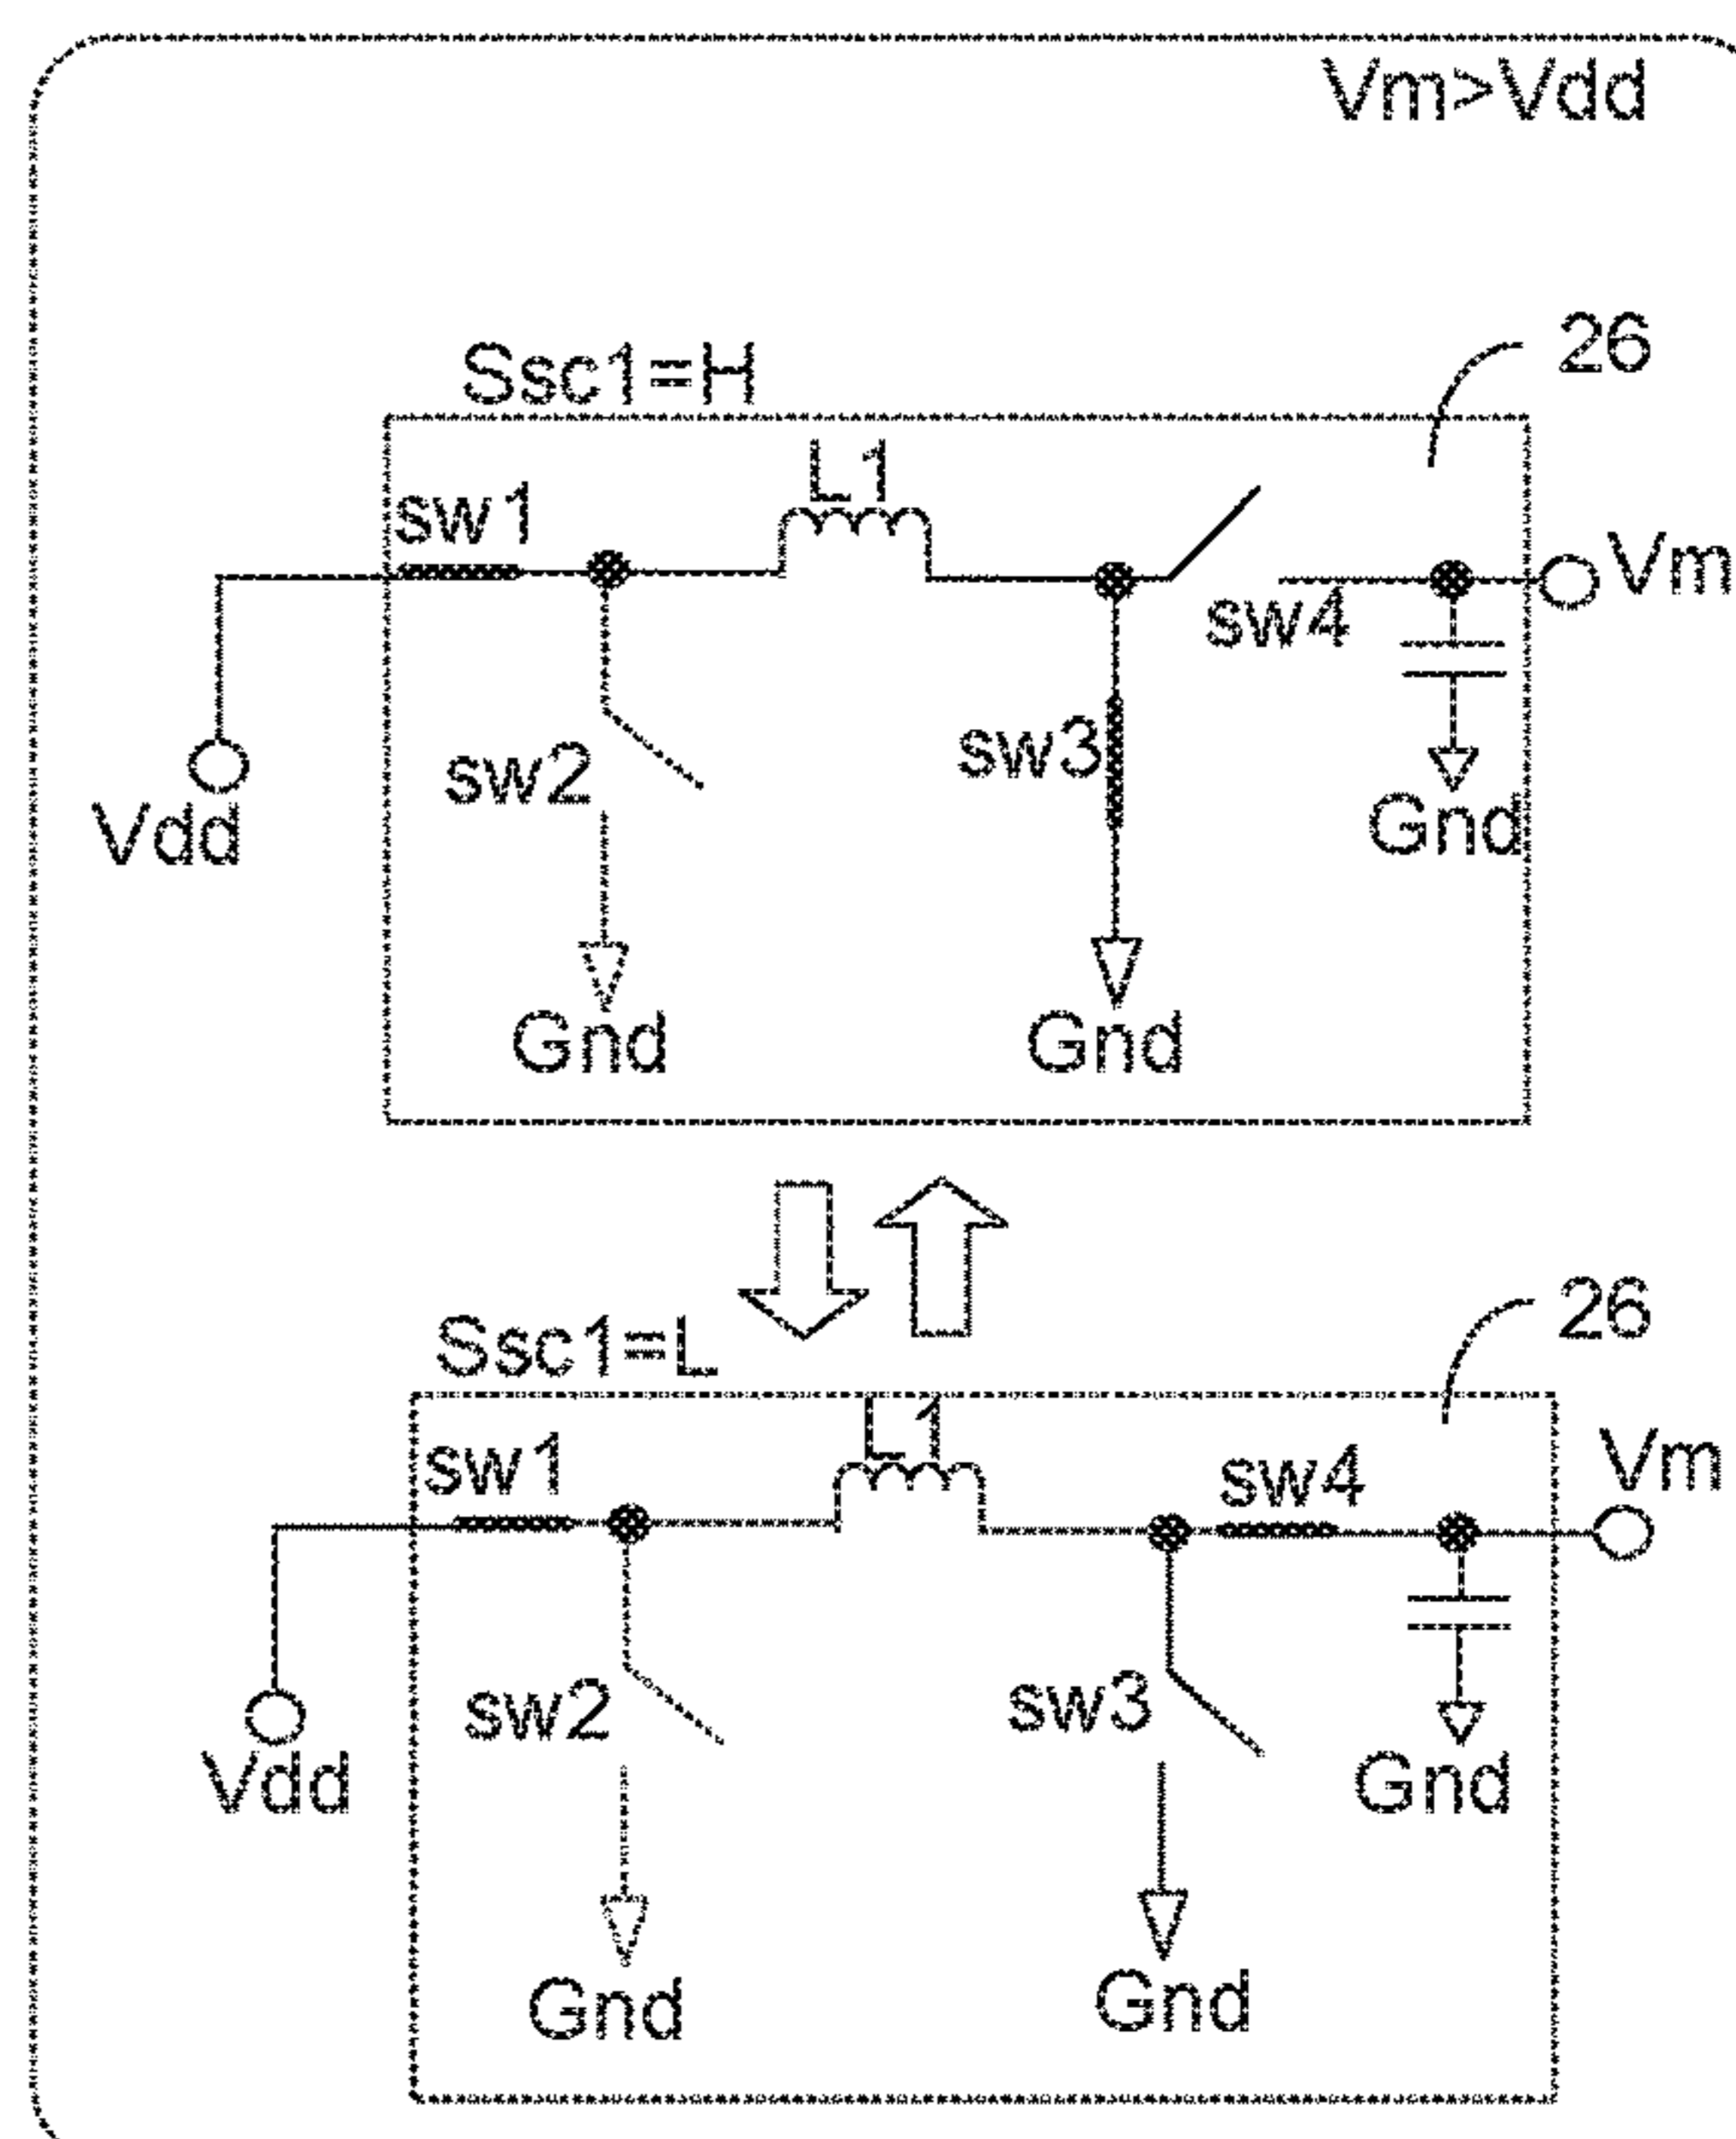 Vm>Vdd
26
Ssc1=H
L1
sw1
Vm
sw4
sw2
sw3
Vdd
Gnd
Gnd
Gnd
26
Ssc1=L
L1
sw1
sw4
Vm
sw2
sw3
Vdd
Gnd
Gnd
Gnd